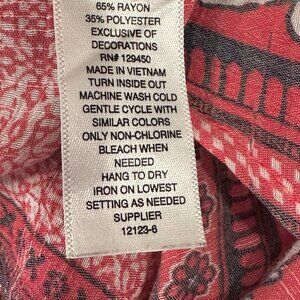 65% RAYON
35% POLYESTER
EXCLUSIVE OF
DECORATIONS
RN# 129450
MADE IN VIETNAM
TURN INSIDE OUT
MACHINE WASH COLD
GENTLE CYCLE WITH
SIMILAR COLORS
ONLY NON-CHLORINE
BLEACH WHEN
NEEDED
HANG TO DRY
IRON ON LOWEST
SETTING AS NEEDED
SUPPLIER
12123-6